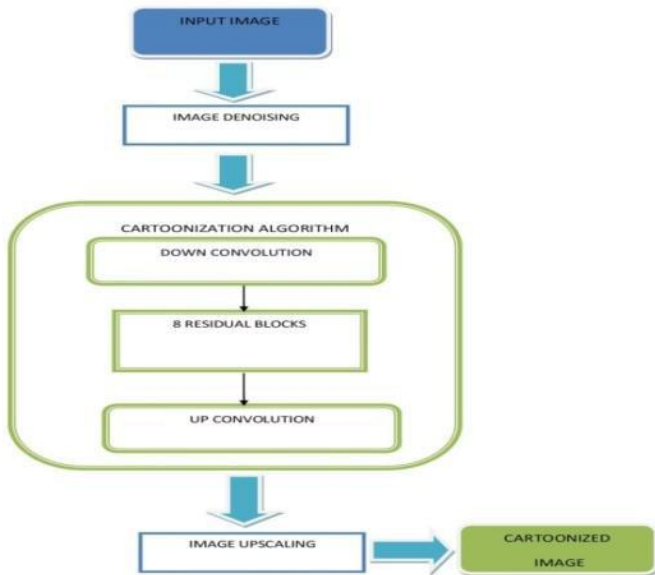 INPUT IMAGE
IMAGE DENOISING
CARTOONIZATION ALGORITHM
DOWN CONVOLUTION
8 RESIDUAL BLOCKS
UP CONVOLUTION
IMAGE UPSCALING
CARTOONIZED
IMAGE